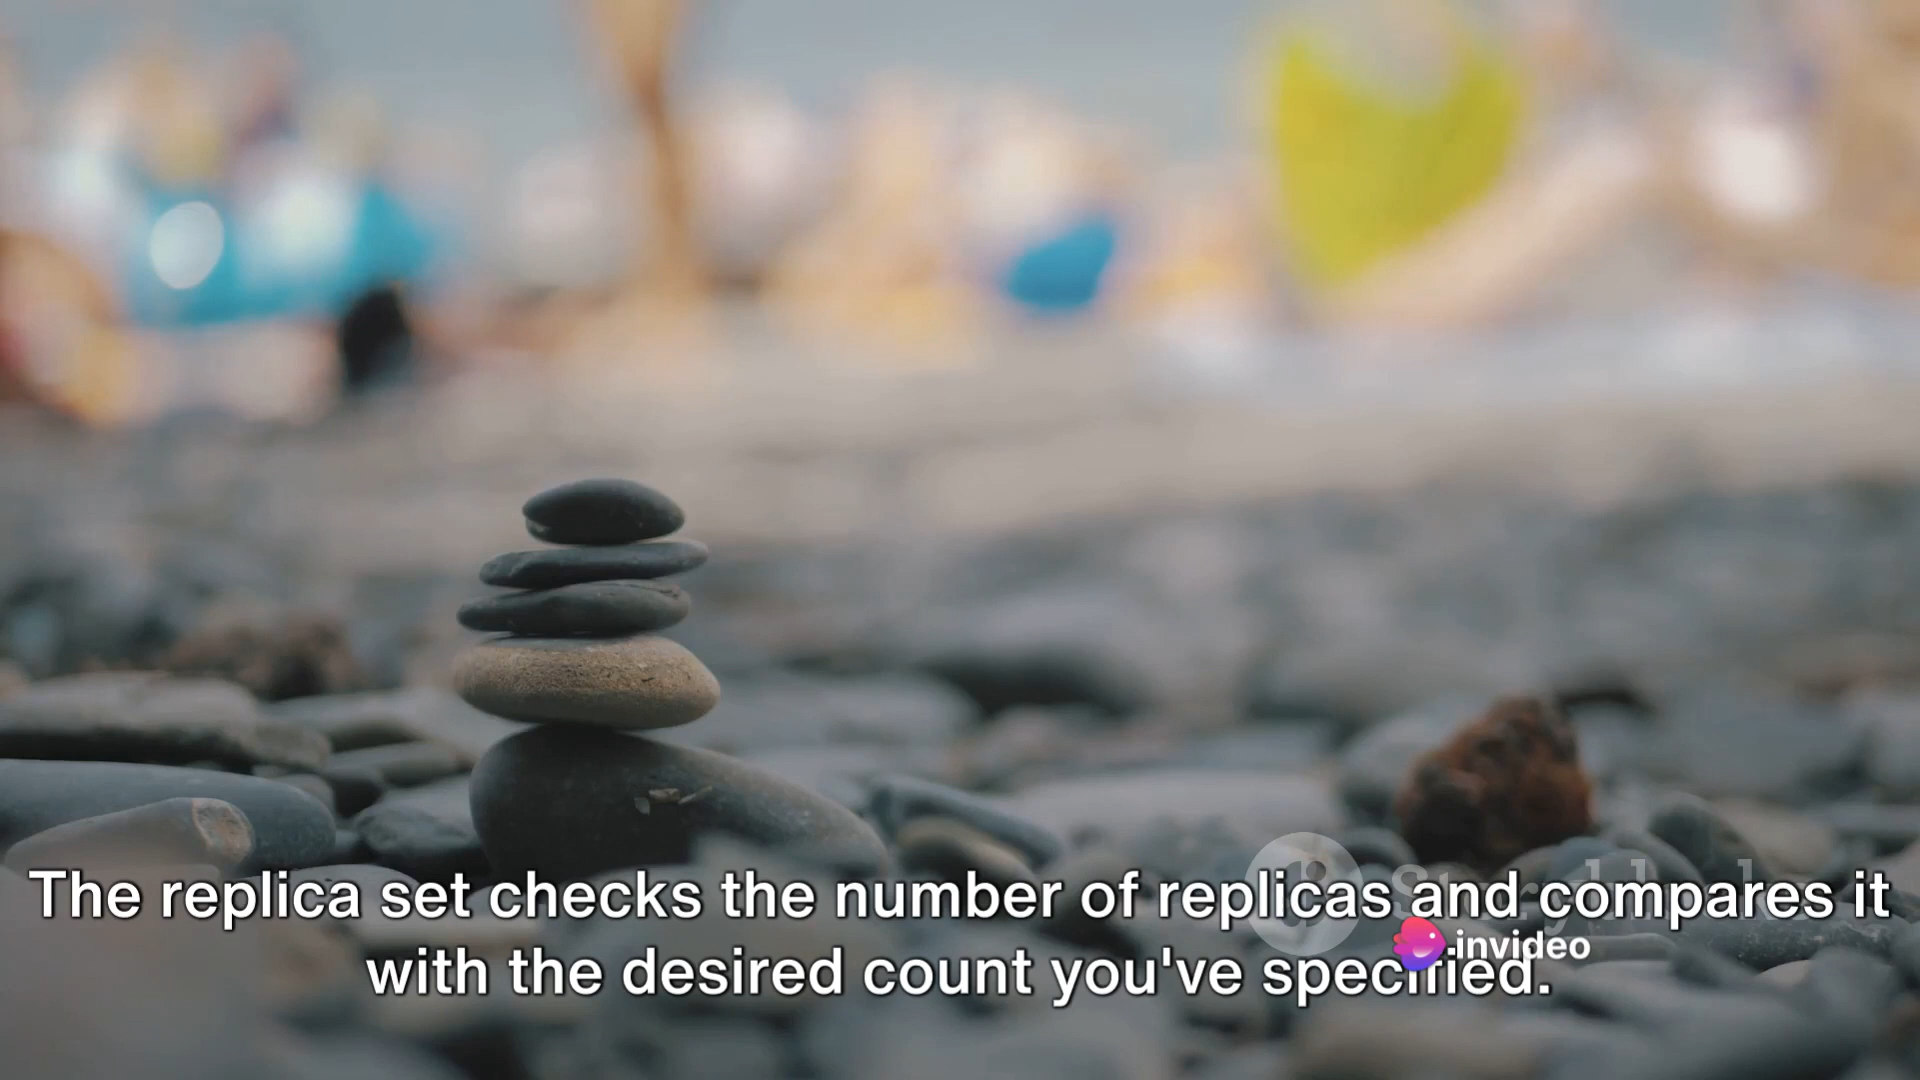 The replica set checks the number of replicas and compares it
with the desired count you've specified.
invideo